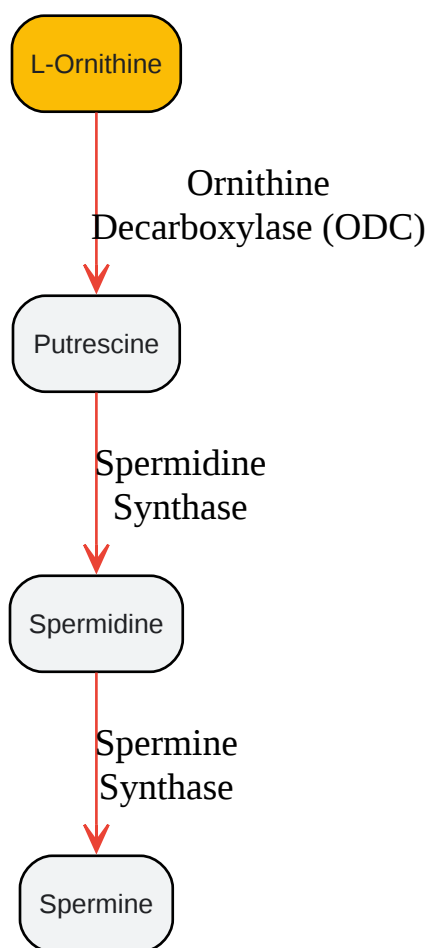 L-Ornithine
Ornithine
Decarboxylase (ODC)
Putrescine
Spermidine
Synthase
Spermidine
Spermine
Synthase
Spermine